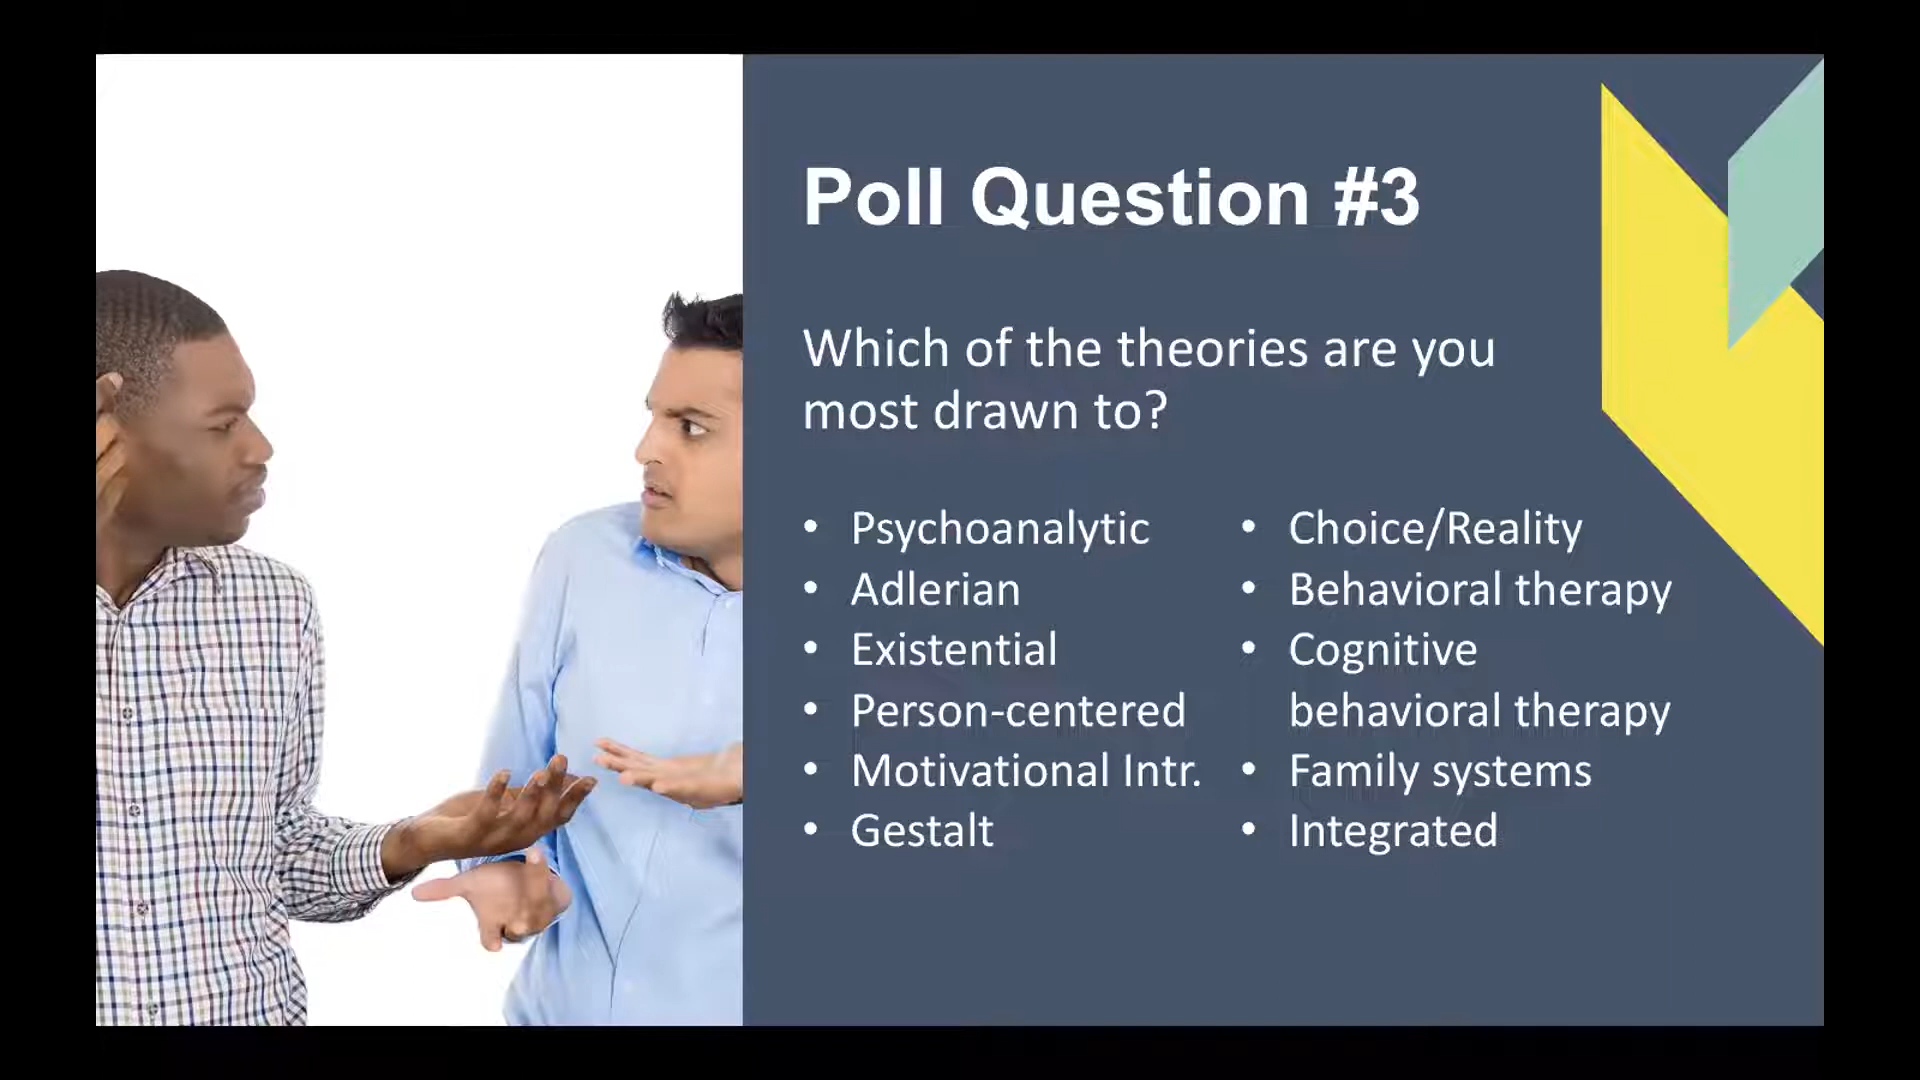 Poll Question #3
Which of the theories are you
most drawn to?
• Psychoanalytic
• Adlerian
• Existential
• Person-centered
• Motivational Intr.
• Gestalt
• Choice/Reality
• Behavioral therapy
• Cognitive
behavioral therapy
• Family systems
• Integrated